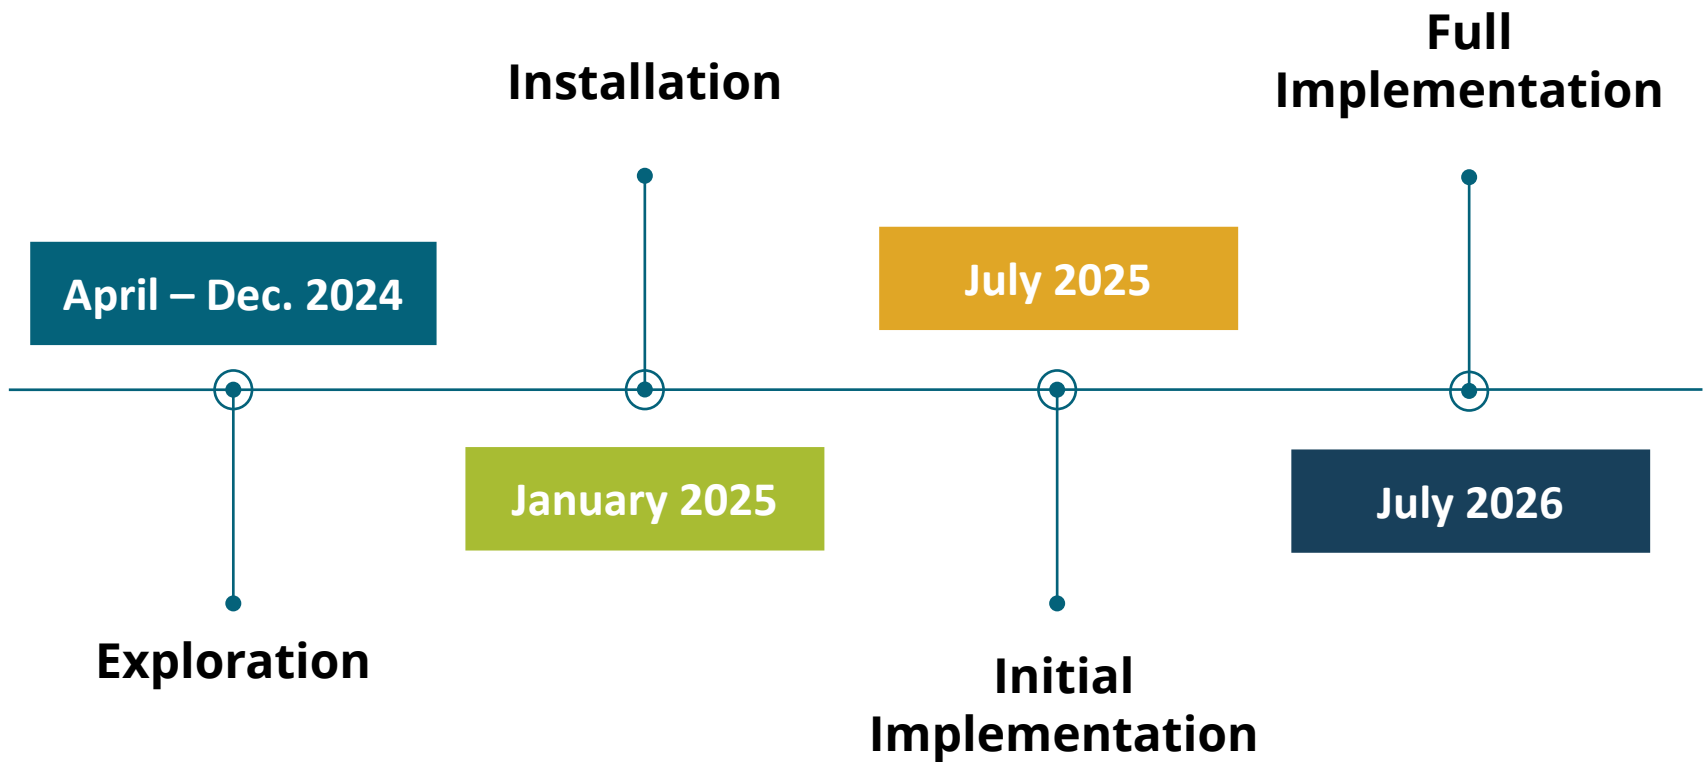 April – Dec. 2024
Exploration
Installation
January 2025
July 2025
Initial
Implementation
Full
Implementation
July 2026